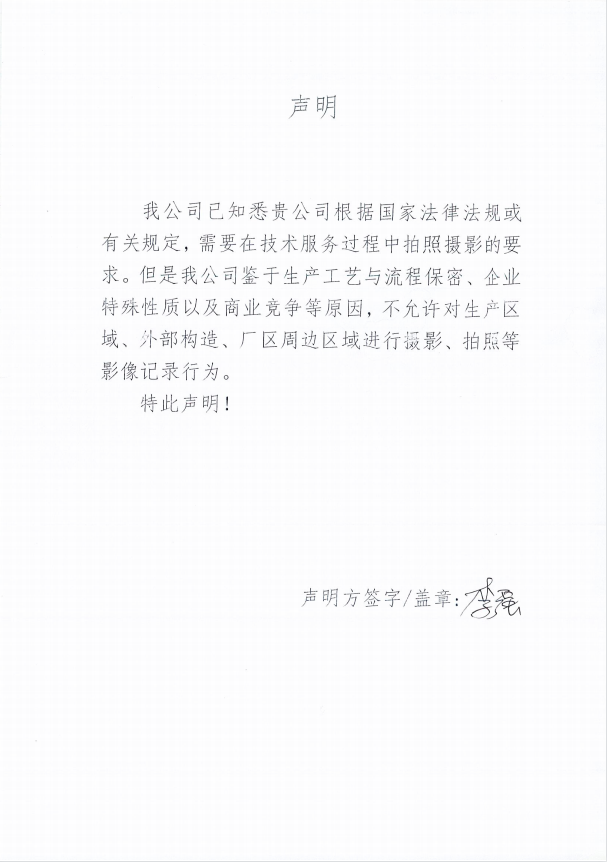 声明
我公司已知悉贵公司根据国家法律法规或
有关规定，需要在技术服务过程中拍照摄影的要
求。但是我公司鉴于生产工艺与流程保密、企业
特殊性质以及商业竞争等原因，不允许对生产区
域、外部构造、厂区周边区域进行摄影、拍照等
影像记录行为。
特此声明！
声明方签字/盖章：李强